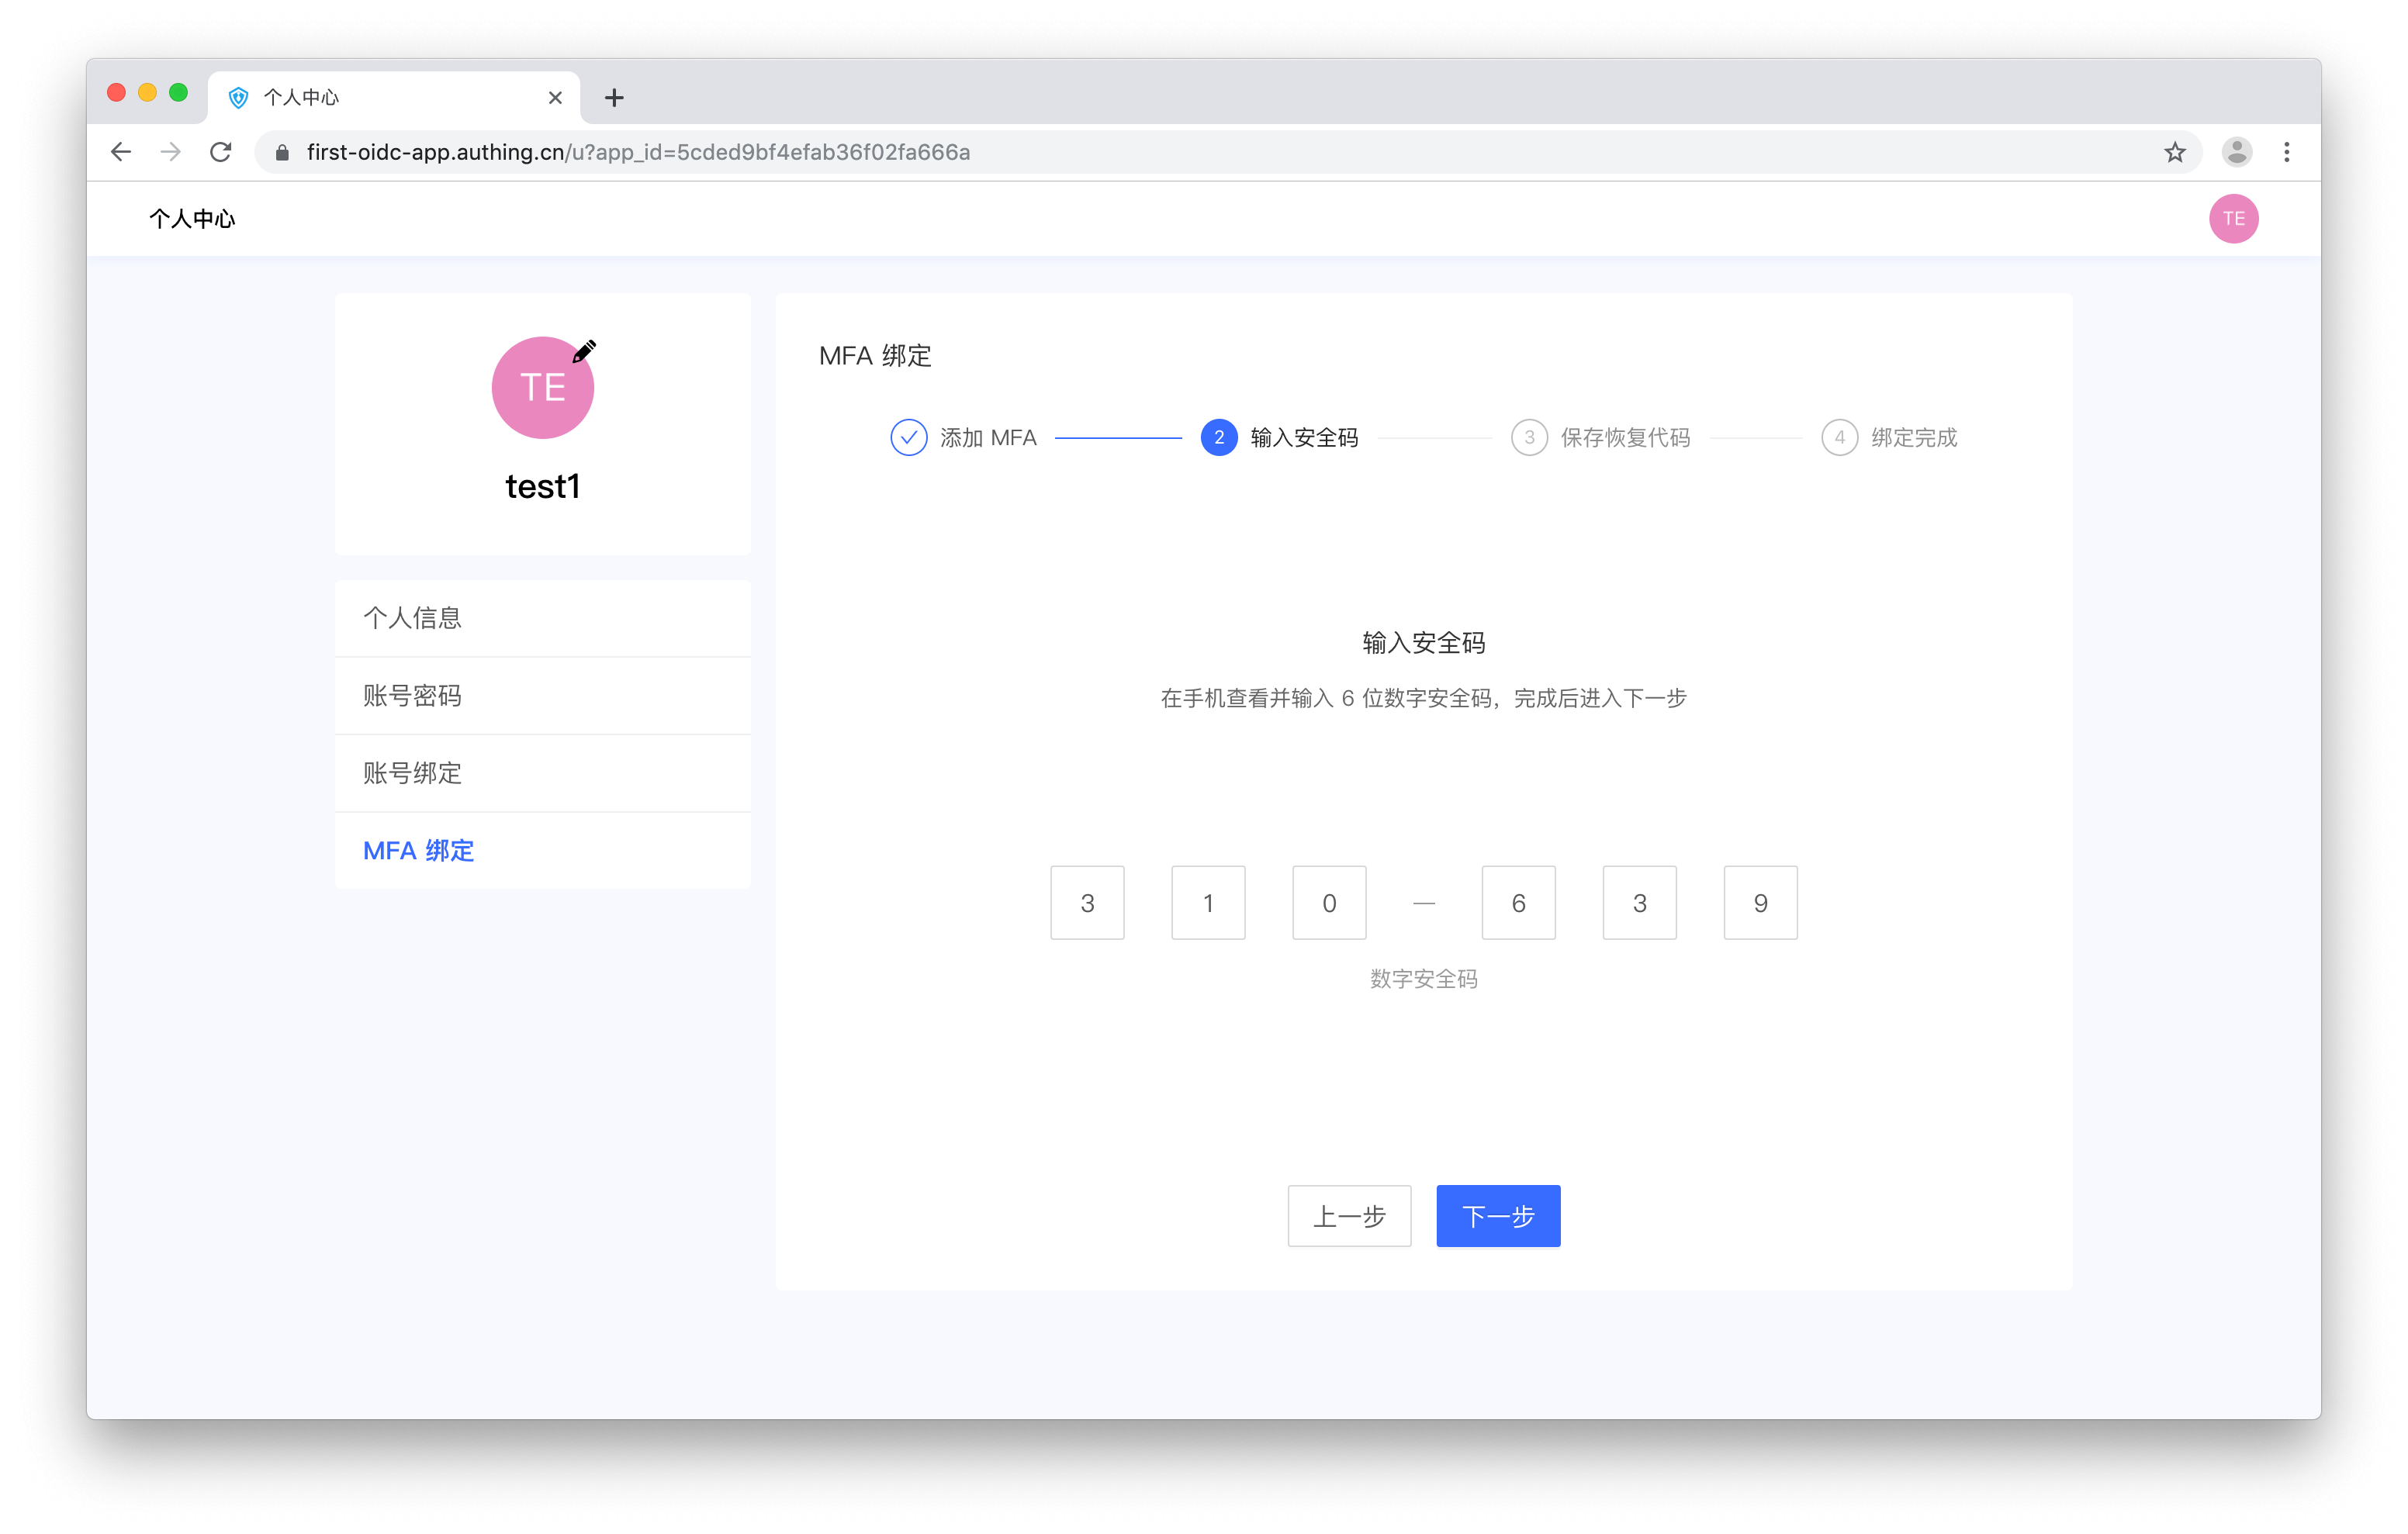 个人中心
first-oidc-app.authing.cn/u?app_id=5cded9bf4efab36f02fa666a
个人中心
TE
TE
test1
个人信息
账号密码
账号绑定
MFA 绑定
MFA 绑定
添加 MFA
2 输入安全码
3 保存恢复代码
4 绑定完成
输入安全码
在手机查看并输入 6 位数字安全码，完成后进入下一步
3 1 0 — 6 3 9
数字安全码
上一步 下一步